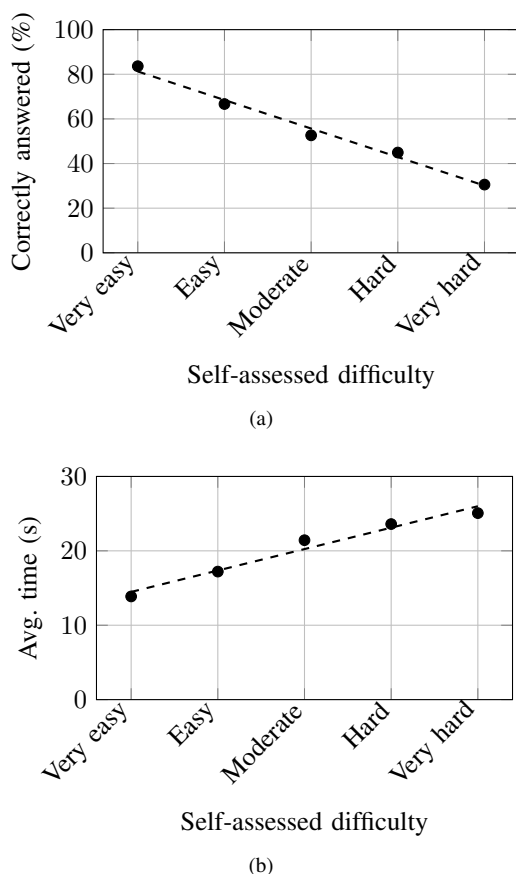 Correctly answered (%)
100
80
60
40
20
0
Very easy
Easy
Moderate
Hard
Very hard
Self-assessed difficulty
(a)
Avg. time (s)
30
20
10
0
Very easy
Easy
Moderate
Hard
Very hard
Self-assessed difficulty
(b)